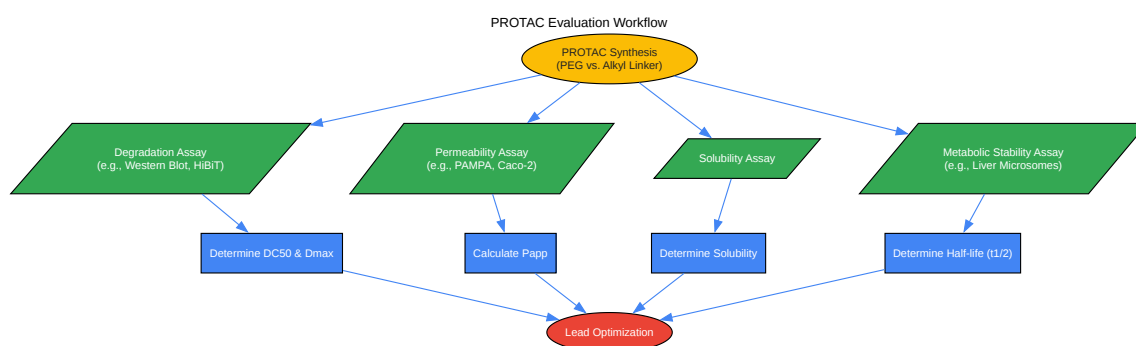 PROTAC Evaluation Workflow
PROTAC Synthesis
(PEG vs. Alkyl Linker)
Degradation Assay
(e.g., Western Blot, HiBiT)
Permeability Assay
(e.g., PAMPA, Caco-2)
Solubility Assay
Metabolic Stability Assay
(e.g., Liver Microsomes)
Determine DC50 & Dmax
Calculate Papp
Determine Solubility
Determine Half-life (t1/2)
Lead Optimization